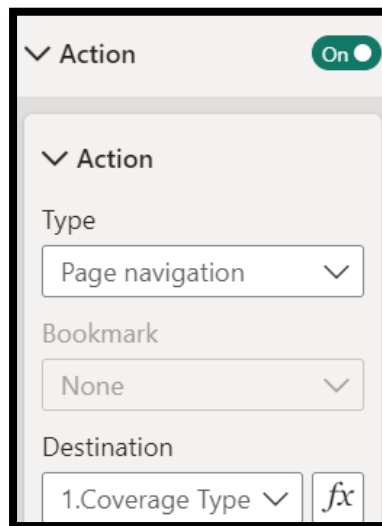 Action
On
Action
Type
Page navigation
Bookmark
None
Destination
1.Coverage Type
fx